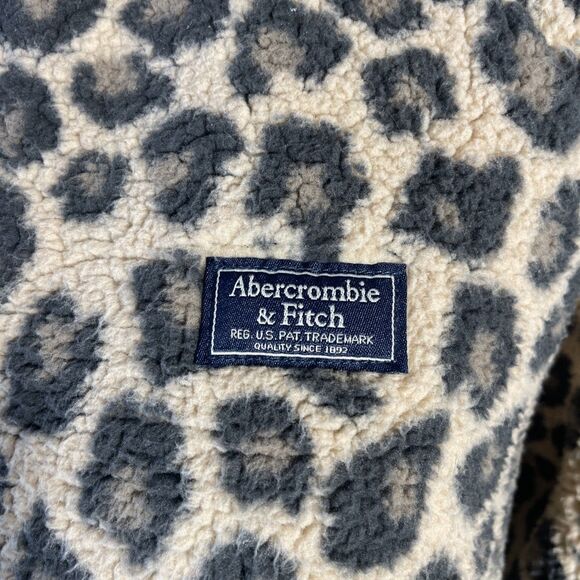 Abercrombie
& Fitch
REG. U.S. PAT. TRADEMARK
QUALITY SINCE 1892